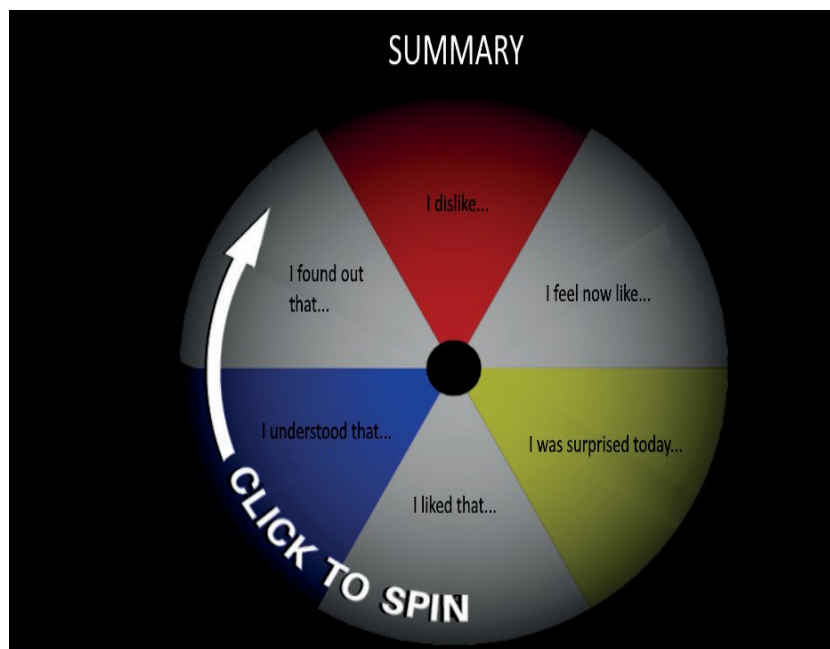 SUMMARY
I dislike...
I found out
that...
I feel now like...
I understood that...
I was surprised today...
I liked that...
CLICK TO SPIN